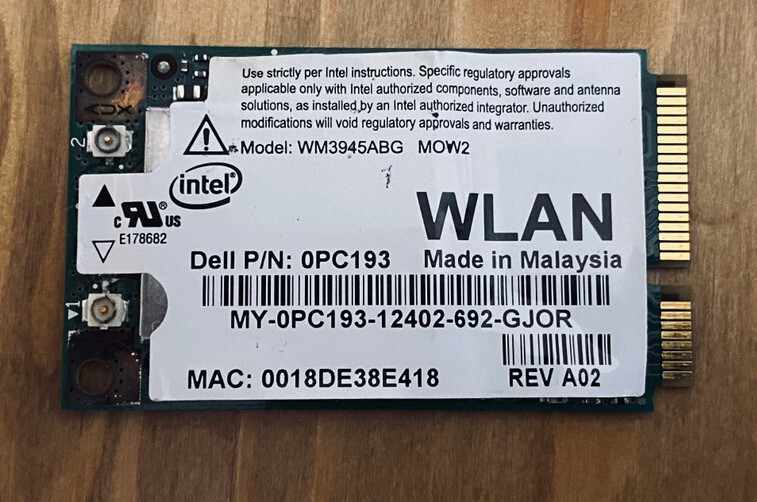 Use strictly per Intel instructions. Specific regulatory approvals
applicable only with Intel authorized components, software and antenna
solutions, as installed by an Intel authorized integrator. Unauthorized
modifications will void regulatory approvals and warranties.
Model: WM3945ABG MOW2
AUX
2
intel®
WLAN
c RU® US
E178682
Dell P/N: 0PC193 Made in Malaysia
1
MY-0PC193-12402-692-GJOR
MAC: 0018DE38E418 REV A02